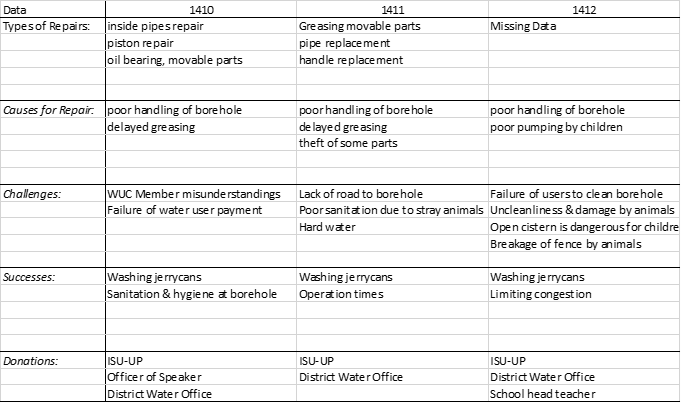 Data 1410 1411 1412
Types of Repairs: inside pipes repair Greasing movable parts Missing Data
piston repair pipe replacement
oil bearing, movable parts handle replacement
Causes for Repair: poor handling of borehole poor handling of borehole poor handling of borehole
delayed greasing delayed greasing poor pumping by children
theft of some parts
Challenges: WUC Member misunderstandings Lack of road to borehole Failure of users to clean borehole
Failure of water user payment Poor sanitation due to stray animals Uncleanliness & damage by animals
Hard water Open cistern is dangerous for childre
Breakage of fence by animals
Successes: Washing jerrycans Washing jerrycans Washing jerrycans
Sanitation & hygiene at borehole Operation times Limiting congestion
Donations: ISU-UP ISU-UP ISU-UP
Officer of Speaker District Water Office District Water Office
District Water Office School head teacher